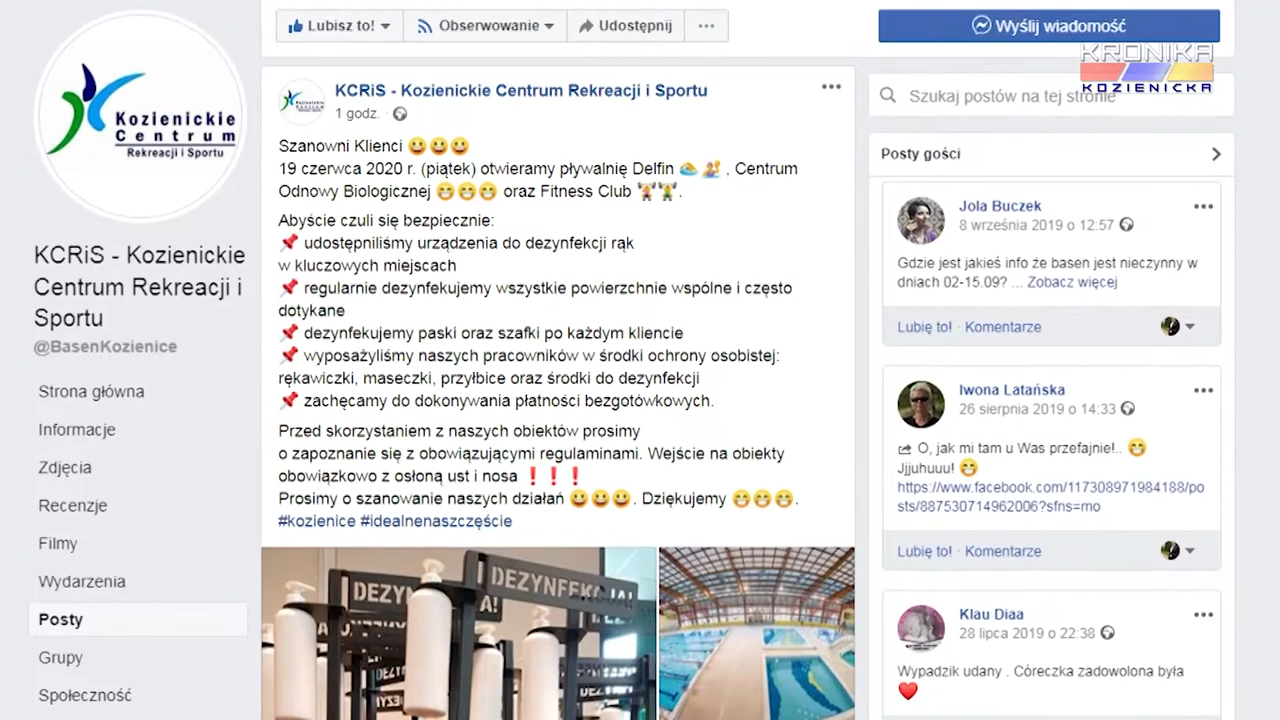 Kozienickie
Centrum
Rekreacji i Sportu
KCRiS - Kozienickie
Centrum Rekreacji i
Sportu
@BasenKozienice
Strona główna
Informacje
Zdjęcia
Recenzje
Filmy
Wydarzenia
Posty
Grupy
Społeczność
Lubisz to!
Obserwowanie
Udostępnij
Wyślij wiadomość
KRONIKA
KOZIENICKA
KCRiS - Kozienickie Centrum Rekreacji i Sportu
1 godz.
Szanowni Klienci 😀😀😀
19 czerwca 2020 r. (piątek) otwieramy pływalnię Delfin 🏊🤽 , Centrum
Odnowy Biologicznej 😁😁😁 oraz Fitness Club 🏋️🏋️.
Abyście czuli się bezpiecznie:
📌 udostępniliśmy urządzenia do dezynfekcji rąk
w kluczowych miejscach
📌 regularnie dezynfekujemy wszystkie powierzchnie wspólne i często
dotykane
📌 dezynfekujemy paski oraz szafki po każdym kliencie
📌 wyposażyliśmy naszych pracowników w środki ochrony osobistej:
rękawiczki, maseczki, przyłbice oraz środki do dezynfekcji
📌 zachęcamy do dokonywania płatności bezgotówkowych.
Przed skorzystaniem z naszych obiektów prosimy
o zapoznanie się z obowiązującymi regulaminami. Wejście na obiekty
obowiązkowo z osłoną ust i nosa ❗❗❗
Prosimy o szanowanie naszych działań 😀😀😀. Dziękujemy 😁😁😁.
#kozienice #idealnenaszczęście
DEZYNFEKCJA!
Szukaj postów na tej stronie
Posty gości
Jola Buczek
8 września 2019 o 12:57
Gdzie jest jakieś info że basen jest nieczynny w
dniach 02-15.09? ... Zobacz więcej
Lubię to! · Komentarze
Iwona Latańska
26 sierpnia 2019 o 14:33
O, jak mi tam u Was przefajnie!.. 😁
Jjjuhuuu! 😁
https://www.facebook.com/117308971984188/po
sts/887530714962006?sfns=mo
Lubię to! · Komentarze
Klau Diaa
28 lipca 2019 o 22:38
Wypadzik udany . Córeczka zadowolona była
❤️